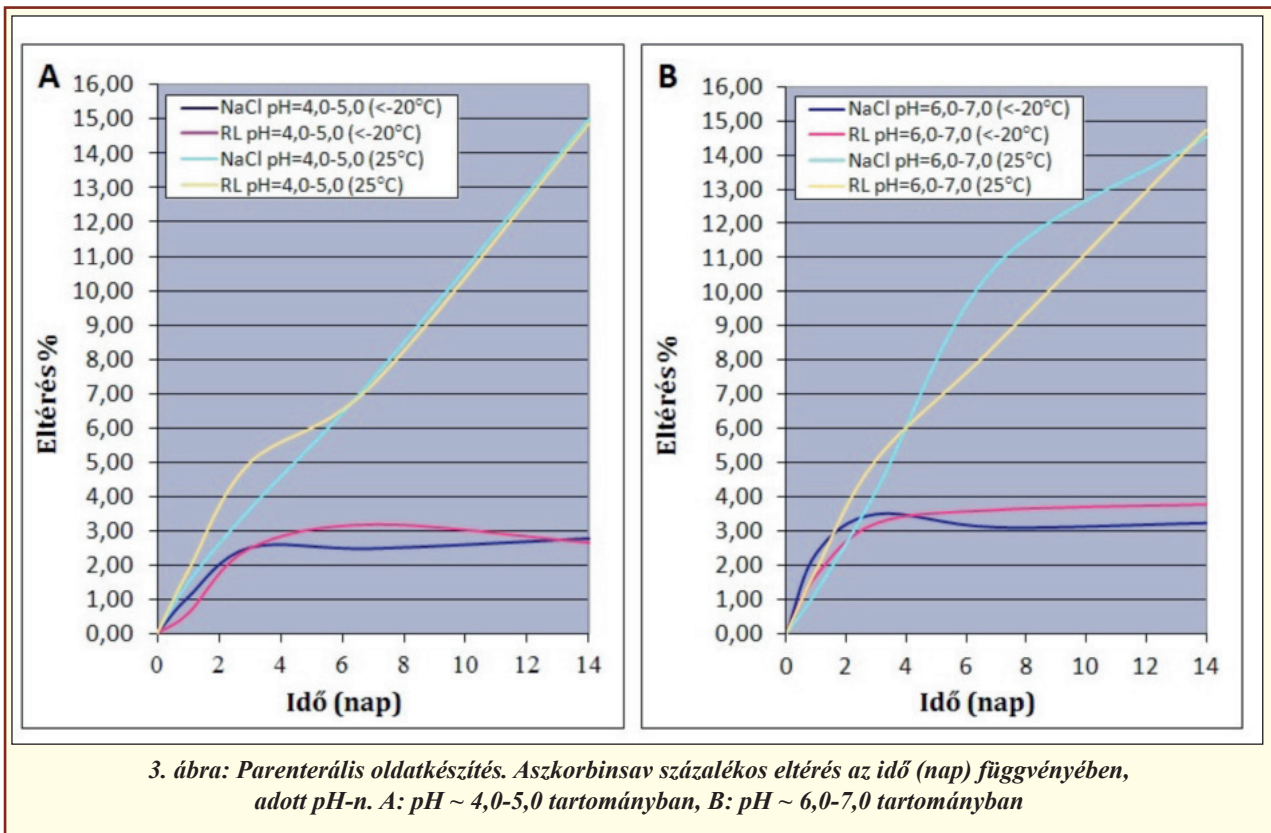 A
16,00
15,00
14,00
13,00
12,00
11,00
10,00
9,00
8,00
7,00
6,00
5,00
4,00
3,00
2,00
1,00
0,00
Eltérés%
NaCl pH=4,0-5,0 (<-20°C)
RL pH=4,0-5,0 (<-20°C)
NaCl pH=4,0-5,0 (25°C)
RL pH=4,0-5,0 (25°C)
0 2 4 6 8 10 12 14
Idő (nap)
B
16,00
15,00
14,00
13,00
12,00
11,00
10,00
9,00
8,00
7,00
6,00
5,00
4,00
3,00
2,00
1,00
0,00
Eltérés%
NaCl pH=6,0-7,0 (<-20°C)
RL pH=6,0-7,0 (<-20°C)
NaCl pH=6,0-7,0 (25°C)
RL pH=6,0-7,0 (25°C)
0 2 4 6 8 10 12 14
Idő (nap)
3. ábra: Parenterális oldatkészítés. Aszkorbinsav százalékos eltérés az idő (nap) függvényében,
adott pH-n. A: pH ~ 4,0-5,0 tartományban, B: pH ~ 6,0-7,0 tartományban